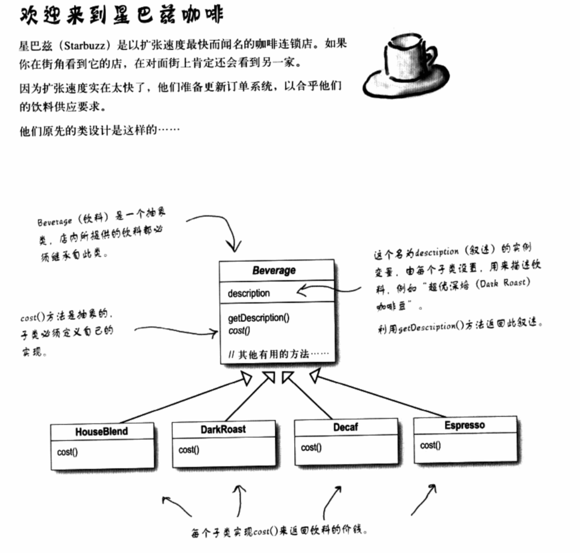 欢迎来到星巴兹咖啡
星巴兹（Starbuzz）是以扩张速度最快而闻名的咖啡连锁店。如果
你在街角看到它的店，在对面街上肯定还会看到另一家。
因为扩张速度实在太快了，他们准备更新订单系统，以合乎他们
的饮料供应要求。
他们原先的类设计是这样的……
Beverage（饮料）是一个抽象
类，店内所提供的饮料都必
须继承自此类。
cost()方法是抽象的，
子类必须定义自己的
实现。
Beverage
description
getDescription()
cost()
// 其他有用的方法……
这个名为description（叙述）的实例
变量，由每个子类设置，用来描述饮
料，例如“超优深焙（Dark Roast）
咖啡豆”。
利用getDescription()方法返回此叙述。
HouseBlend
cost()
DarkRoast
cost()
Decaf
cost()
Espresso
cost()
每个子类实现cost()来返回饮料的价钱。